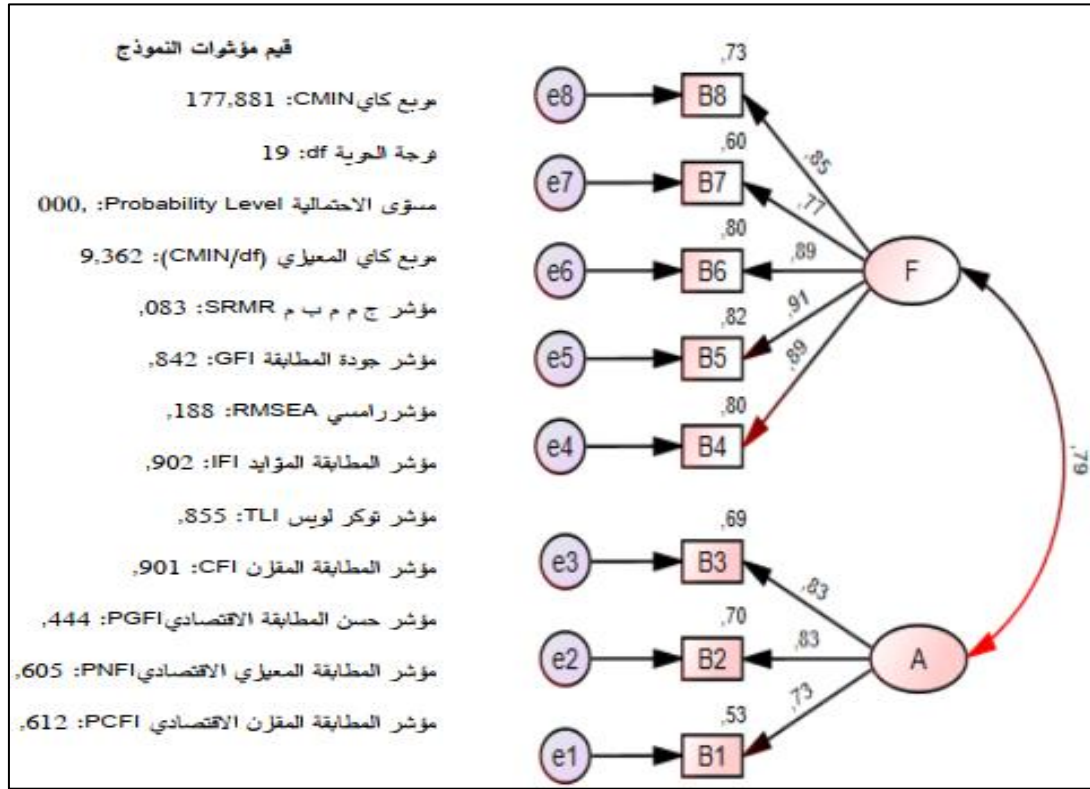 قيم مؤشرات النموذج
مربع كاي CMIN: 177,881
درجة الحرية df: 19
مستوى الاحتمالية Probability Level: ,000
مربع كاي المعياري (CMIN/df): 9,362
مؤشر ج م م ب م SRMR: ,083
مؤشر جودة المطابقة GFI: ,842
مؤشر رامسي RMSEA: ,188
مؤشر المطابقة المتزايد IFI: ,902
مؤشر توكر لويس TLI: ,855
مؤشر المطابقة المقارن CFI: ,901
مؤشر حسن المطابقة الاقتصادي PGFI: ,444
مؤشر المطابقة المعياري الاقتصادي PNFI: ,605
مؤشر المطابقة المقارن الاقتصادي PCFI: ,612
,73
e8 B8
,85
,60
e7 B7
,77
,80
e6 B6 ,89 F
,82
e5 B5
,91
,80
e4 B4
,89
,79
,69
e3 B3
,83
,70
e2 B2 ,83 A
,53
e1 B1
,73